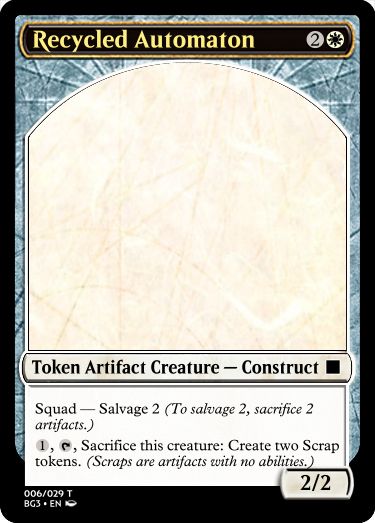 Recycled Automaton 2
Token Artifact Creature — Construct
Squad — Salvage 2 (To salvage 2, sacrifice 2
artifacts.)
1, , Sacrifice this creature: Create two Scrap
tokens. (Scraps are artifacts with no abilities.)
2/2
006/029 T
BG3 • EN